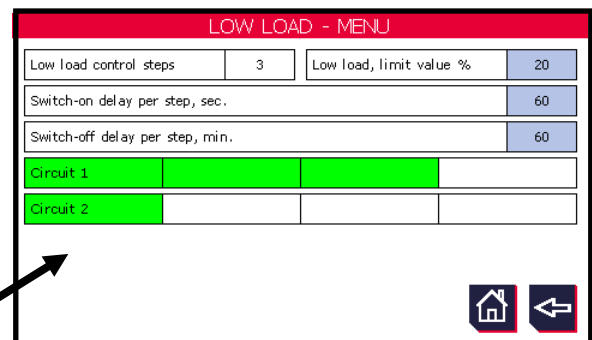 LOW LOAD - MENU
Low load control steps 3 Low load, limit value % 20
Switch-on delay per step, sec. 60
Switch-off delay per step, min. 60
Circuit 1
Circuit 2